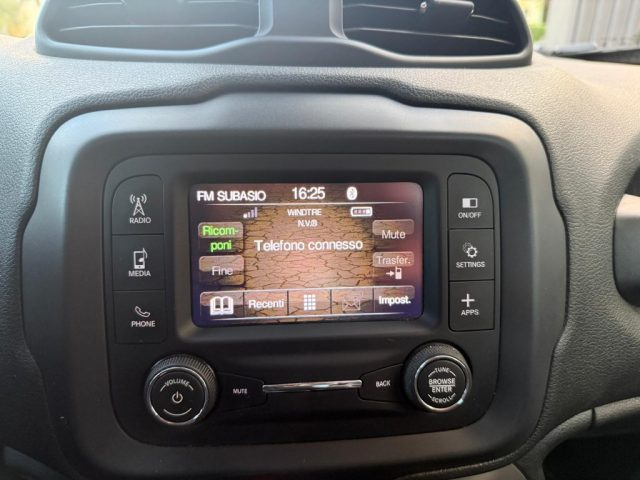 FM SUBASIO 16:25
WINDTRE
N.V.8
Ricom-
poni
Telefono connesso
Mute
Fine
Trasfer.
Recenti
Impost.
RADIO
MEDIA
PHONE
ON/OFF
SETTINGS
APPS
VOLUME
MUTE
BACK
TUNE
BROWSE
ENTER
SCROLL